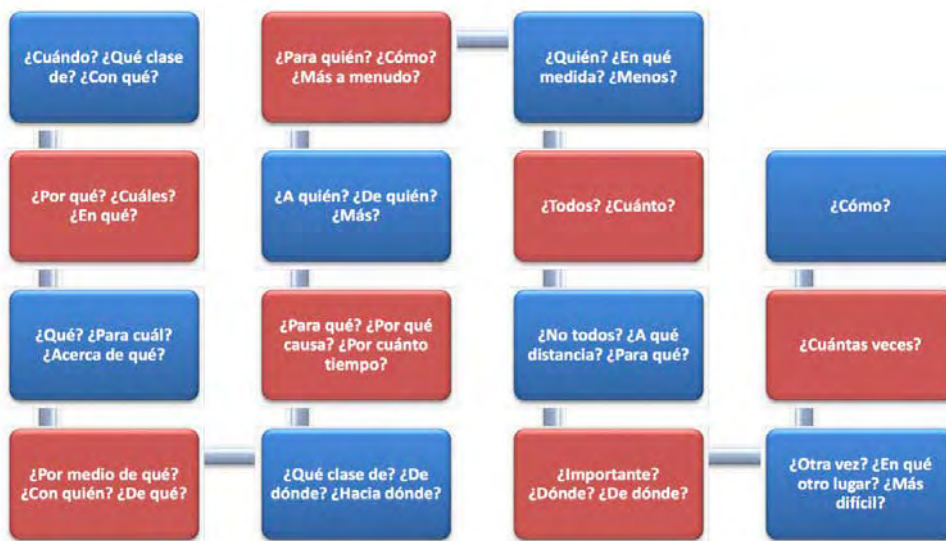 ¿Cuándo? ¿Qué clase
de? ¿Con qué?
¿Por qué? ¿Cuáles?
¿En qué?
¿Qué? ¿Para cuál?
¿Acerca de qué?
¿Por medio de qué?
¿Con quién? ¿De qué?
¿Qué clase de? ¿De
dónde? ¿Hacia dónde?
¿Para qué? ¿Por qué
causa? ¿Por cuánto
tiempo?
¿A quién? ¿De quién?
¿Más?
¿Para quién? ¿Cómo?
¿Más a menudo?
¿Quién? ¿En qué
medida? ¿Menos?
¿Todos? ¿Cuánto?
¿No todos? ¿A qué
distancia? ¿Para qué?
¿Importante?
¿Dónde? ¿De dónde?
¿Otra vez? ¿En qué
otro lugar? ¿Más
difícil?
¿Cuántas veces?
¿Cómo?